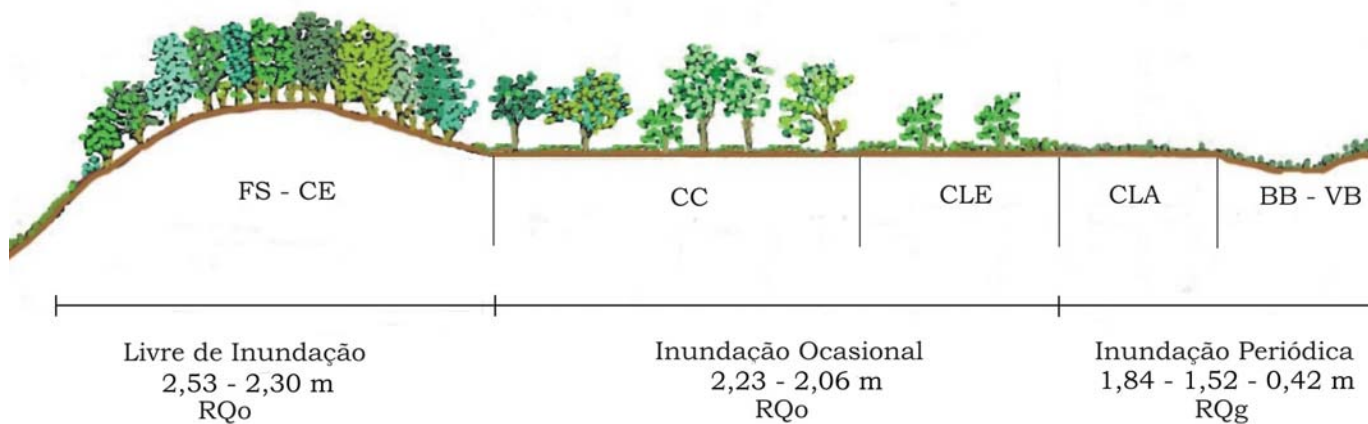 FS - CE
CC
CLE
CLA
BB - VB
Livre de Inundação
2,53 - 2,30 m
RQo
Inundação Ocasional
2,23 - 2,06 m
RQo
Inundação Periódica
1,84 - 1,52 - 0,42 m
RQg